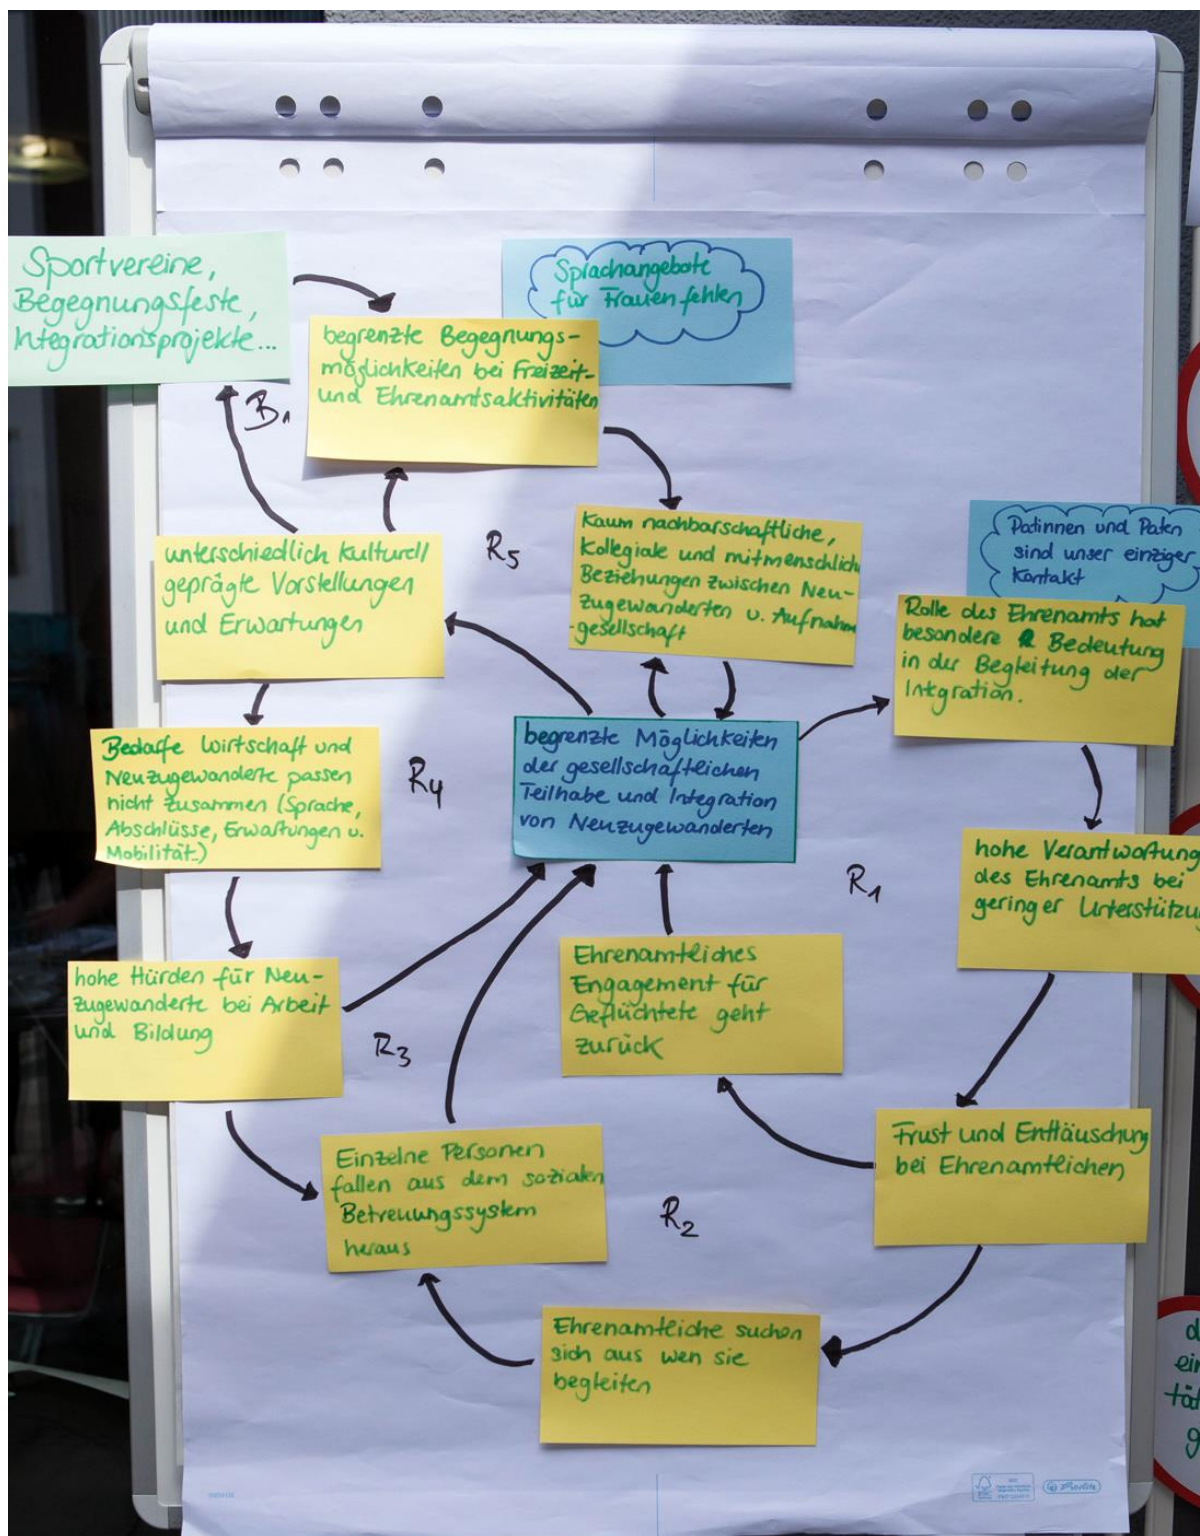 Sportvereine,
Begegnungsfeste,
Integrationsprojekte...
Sprachangebote
für Frauen fehlen
begrenzte Begegnungs-
möglichkeiten bei Freizeit-
und Ehrenamtsaktivitäten
B1
unterschiedlich kulturell
geprägte Vorstellungen
und Erwartungen
R5
Kaum nachbarschaftliche,
Kollegiale und mitmenschlich
Beziehungen zwischen Neu-
zugewanderten u. Aufnahm
-gesellschaft
Patinnen und Paten
sind unser einziger
Kontakt
Rolle des Ehrenamts hat
besondere Bedeutung
in der Begleitung der
Integration.
Bedarfe Wirtschaft und
Neuzugewanderte passen
nicht zusammen (Sprache,
Abschlüsse, Erwartungen u.
Mobilität..)
R4
begrenzte Möglichkeiten
der gesellschaftlichen
Teilhabe und Integration
von Neuzugewanderten
R1
hohe Verantwortung
des Ehrenamts bei
geringer Unterstützu
hohe Hürden für Neu-
zugewanderte bei Arbeit
und Bildung
R3
Ehrenamtliches
Engagement für
Geflüchtete geht
zurück
Einzelne Personen
fallen aus dem sozialen
Betreuungssystem
heraus
R2
Frust und Enttäuschung
bei Ehrenamtlichen
Ehrenamtliche suchen
sich aus wen sie
begleiten
d
ein
tät
g